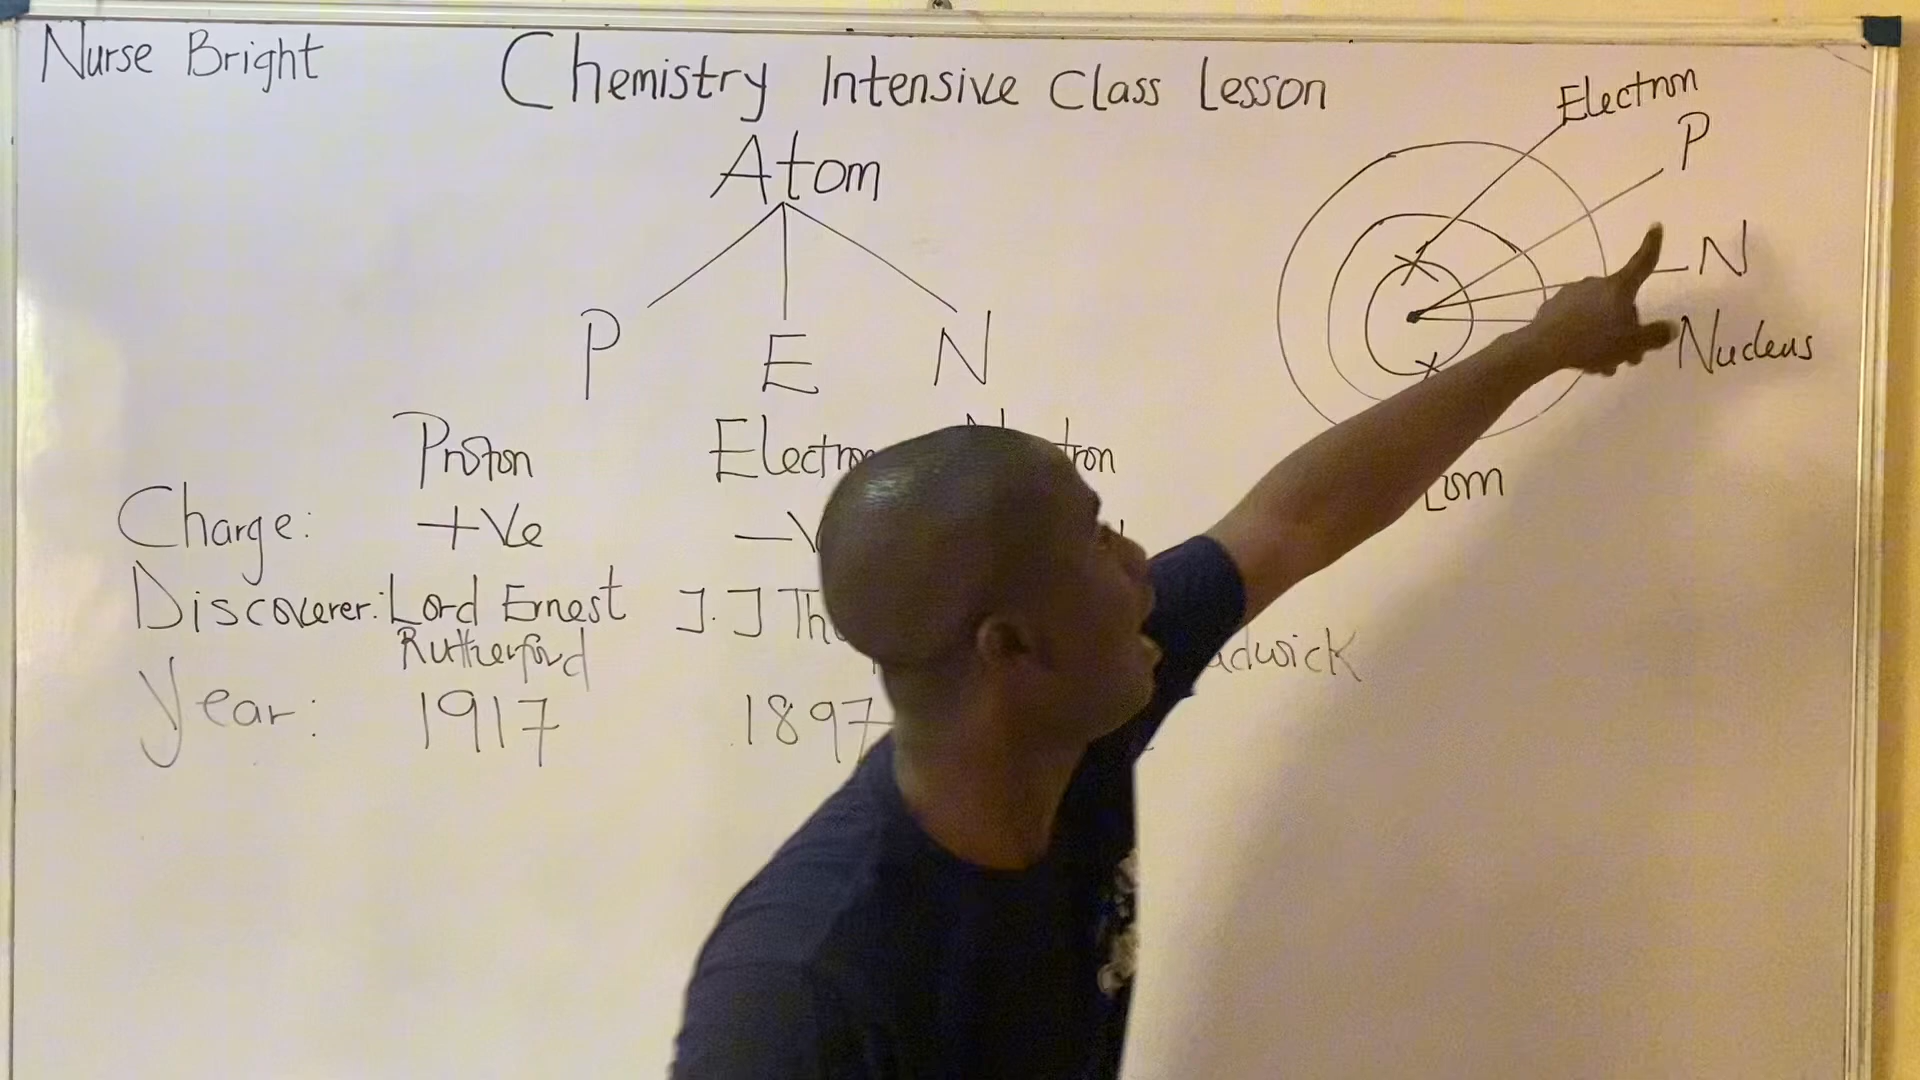 Nurse Bright
Chemistry Intensive Class Lesson
Electron
Atom
P
N
P E N
Nucleus
Proton Electron
Charge: +Ve
Discoverer: Lord Ernest J.J
Rutherford
Year: 1917 1897